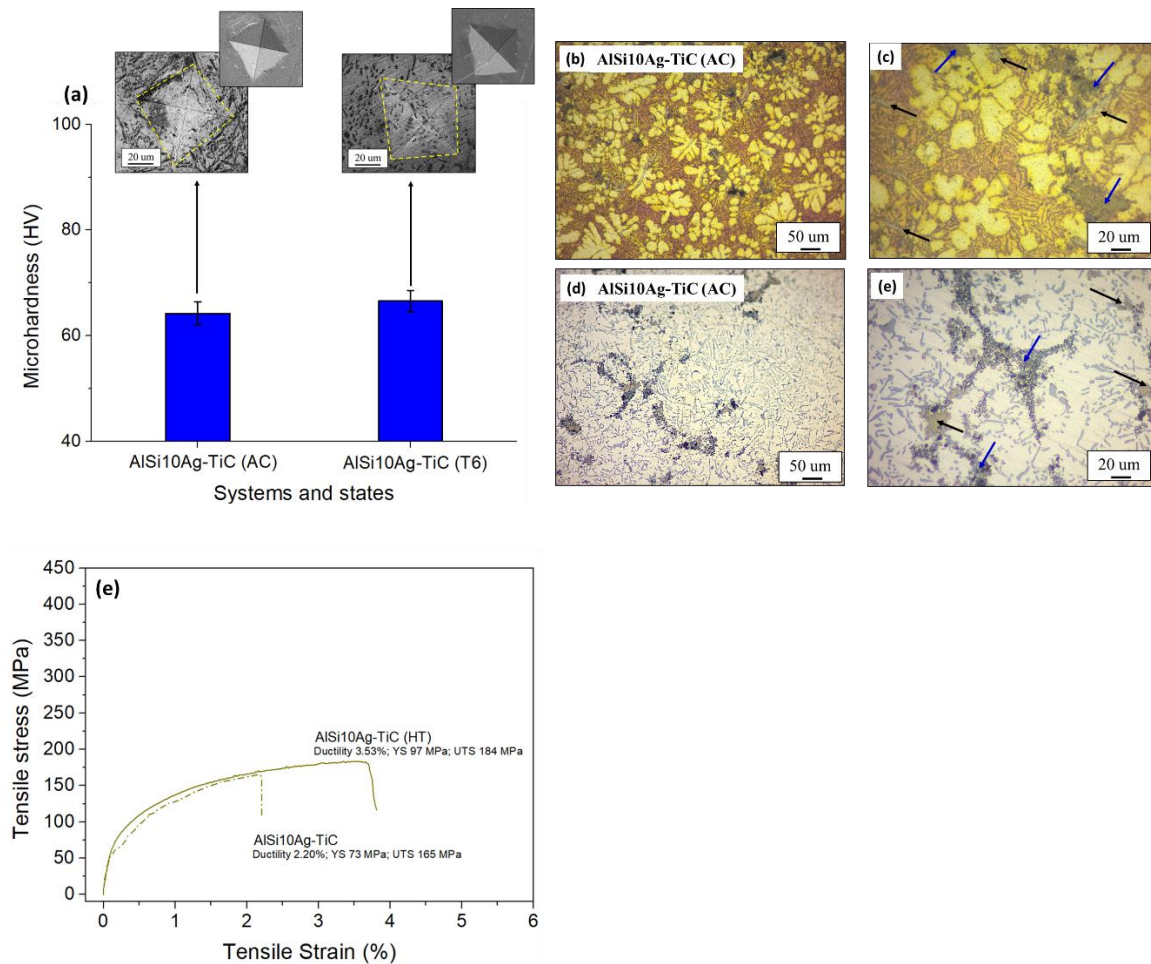 (a)
20 um
20 um
100
80
60
40
Microhardness (HV)
AlSi10Ag-TiC (AC)
AlSi10Ag-TiC (T6)
Systems and states
(b) AlSi10Ag-TiC (AC)
50 um
(c)
20 um
(d) AlSi10Ag-TiC (AC)
50 um
(e)
20 um
(e)
450
400
350
300
250
200
150
100
50
0
Tensile stress (MPa)
AlSi10Ag-TiC (HT)
Ductility 3.53%; YS 97 MPa; UTS 184 MPa
AlSi10Ag-TiC
Ductility 2.20%; YS 73 MPa; UTS 165 MPa
0 1 2 3 4 5 6
Tensile Strain (%)